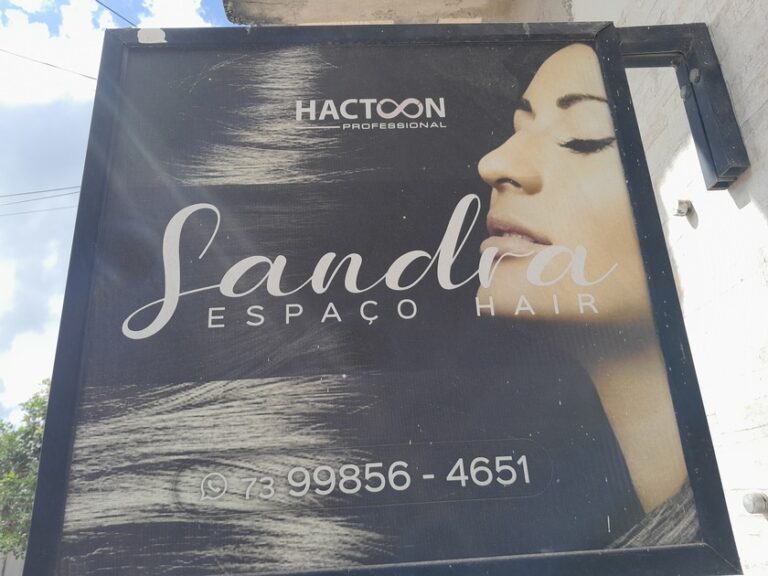 HACTOON
PROFESSIONAL
Sandra
ESPAÇO HAIR
73 99856-4651